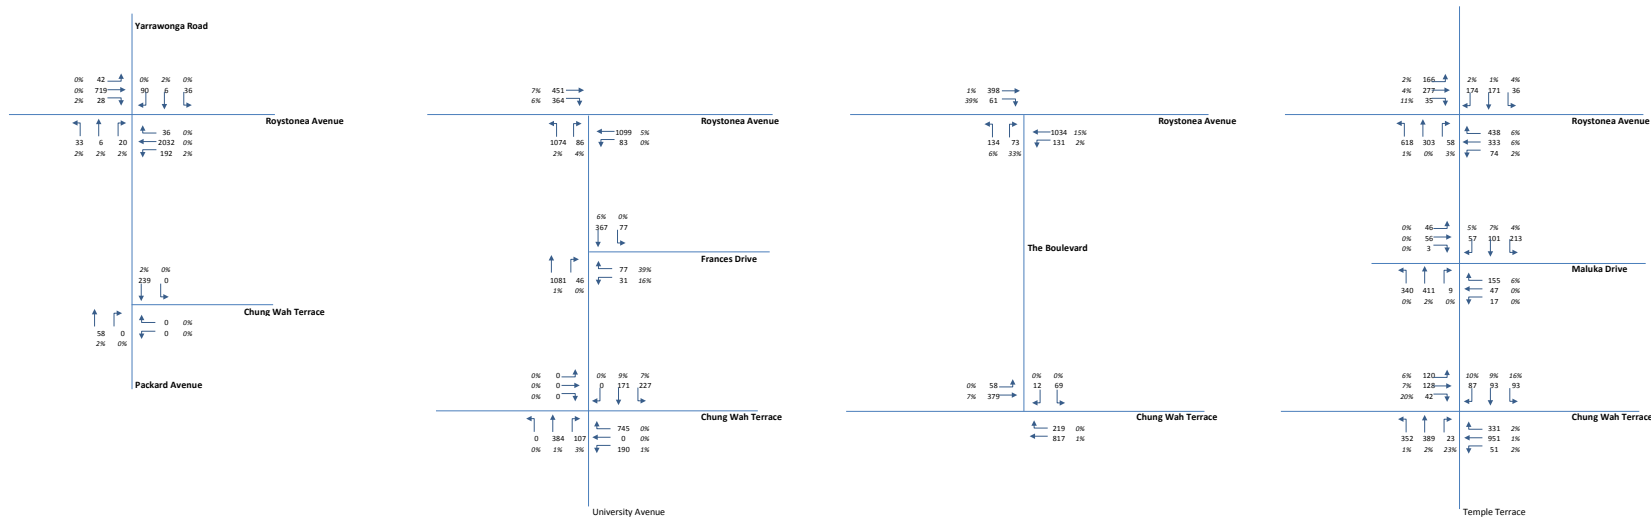 Yarrawonga Road
0% 42 0% 2% 0%
0% 719 90 6 36
2% 28
Roystonea Avenue
36 0%
33 6 20 2032 0%
2% 2% 2% 192 2%
2% 0%
239 0
Chung Wah Terrace
0 0%
58 0 0 0%
2% 0%
Packard Avenue
7% 451
6% 364
Roystonea Avenue
1099 5%
1074 86 83 0%
2% 4%
6% 0%
367 77
Frances Drive
77 39%
1081 46 31 16%
1% 0%
0% 0 0% 9% 7%
0% 0 0 171 227
0% 0
Chung Wah Terrace
745 0%
0 384 107 0 0%
0% 1% 3% 190 1%
University Avenue
1% 398
39% 61
Roystonea Avenue
1034 15%
134 73 131 2%
6% 33%
The Boulevard
0% 0%
0% 58 12 69
7% 379
Chung Wah Terrace
219 0%
817 1%
2% 166 2% 1% 4%
4% 277 174 171 36
11% 35
Roystonea Avenue
438 6%
618 303 58 333 6%
1% 0% 3% 74 2%
0% 46 5% 7% 4%
0% 56 57 101 213
0% 3
Maluka Drive
155 6%
340 411 9 47 0%
0% 2% 0% 17 0%
6% 120 10% 9% 16%
7% 128 87 93 93
20% 42
Chung Wah Terrace
331 2%
352 389 23 951 1%
1% 2% 23% 51 2%
Temple Terrace